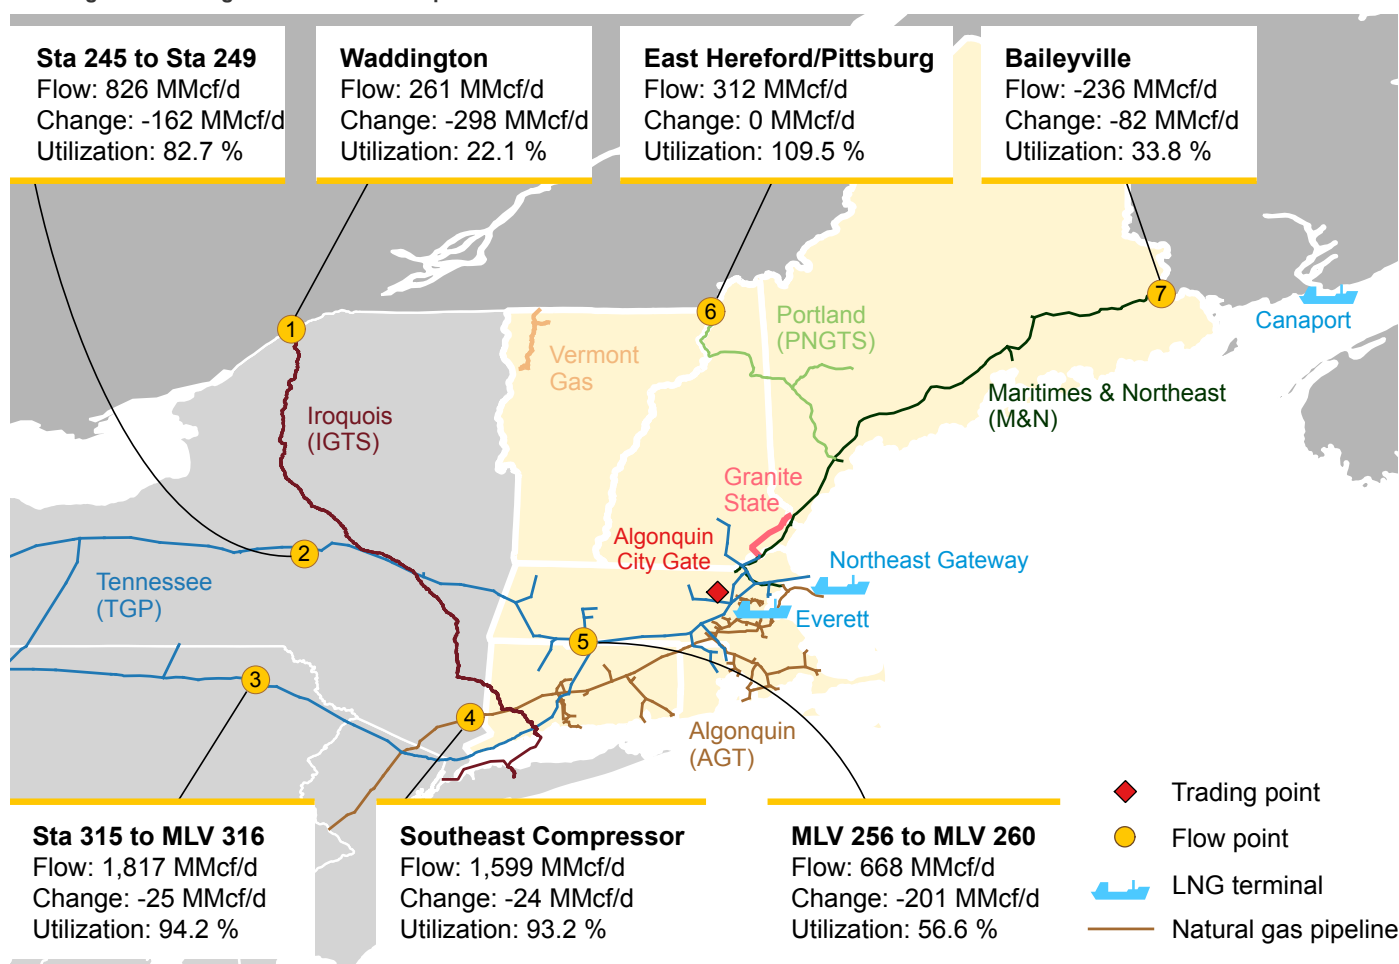 Sta 245 to Sta 249
Flow: 826 MMcf/d
Change: -162 MMcf/d
Utilization: 82.7 %
Waddington
Flow: 261 MMcf/d
Change: -298 MMcf/d
Utilization: 22.1 %
East Hereford/Pittsburg
Flow: 312 MMcf/d
Change: 0 MMcf/d
Utilization: 109.5 %
Baileyville
Flow: -236 MMcf/d
Change: -82 MMcf/d
Utilization: 33.8 %
1
6
7
Canaport
Portland
(PNGTS)
Vermont
Gas
Maritimes & Northeast
(M&N)
Iroquois
(IGTS)
Granite
State
Algonquin
City Gate
2
Northeast Gateway
Tennessee
(TGP)
Everett
5
3
4
Algonquin
(AGT)
Trading point
Flow point
LNG terminal
Natural gas pipeline
Sta 315 to MLV 316
Flow: 1,817 MMcf/d
Change: -25 MMcf/d
Utilization: 94.2 %
Southeast Compressor
Flow: 1,599 MMcf/d
Change: -24 MMcf/d
Utilization: 93.2 %
MLV 256 to MLV 260
Flow: 668 MMcf/d
Change: -201 MMcf/d
Utilization: 56.6 %